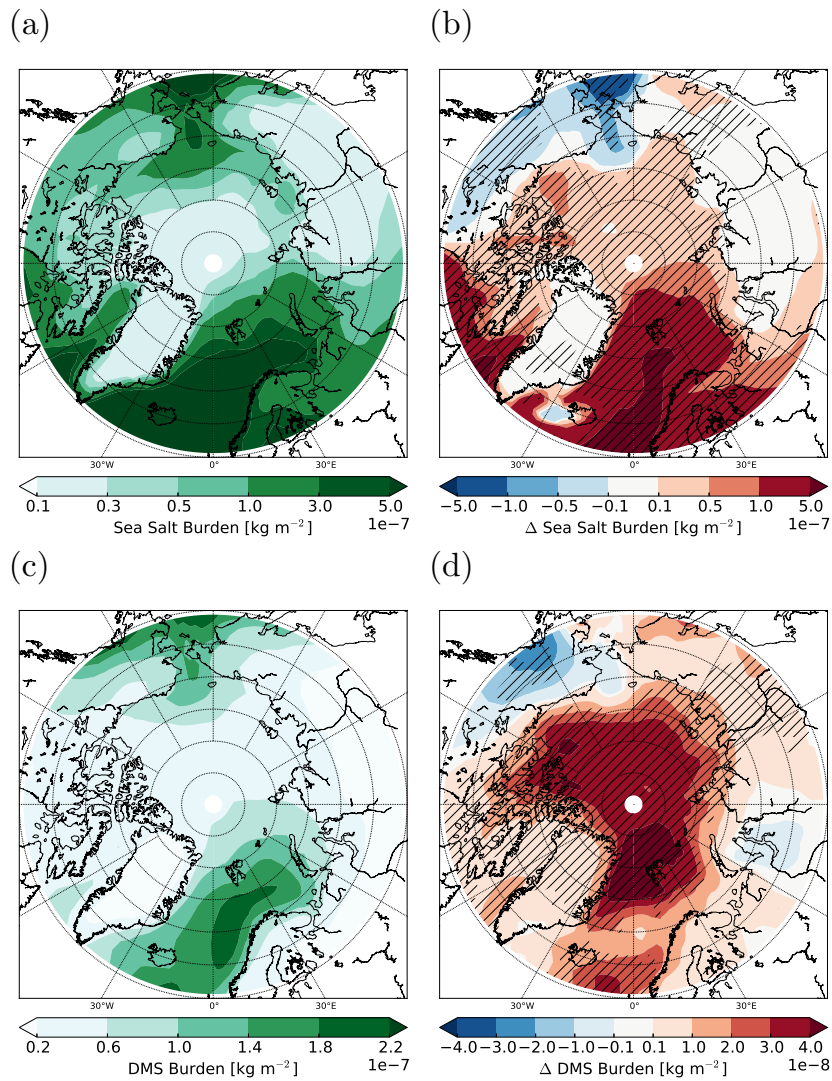 (a)
(b)
30°W 0° 30°E
30°W 0° 30°E
0.1 0.3 0.5 1.0 3.0 5.0
Sea Salt Burden [kg m⁻²] 1e-7
−5.0 −1.0 −0.5 −0.1 0.1 0.5 1.0 5.0
Δ Sea Salt Burden [kg m⁻²] 1e-7
(c)
(d)
30°W 0° 30°E
30°W 0° 30°E
0.2 0.6 1.0 1.4 1.8 2.2
DMS Burden [kg m⁻²] 1e-7
−4.0 −3.0 −2.0 −1.0 −0.1 0.1 1.0 2.0 3.0 4.0
Δ DMS Burden [kg m⁻²] 1e-8